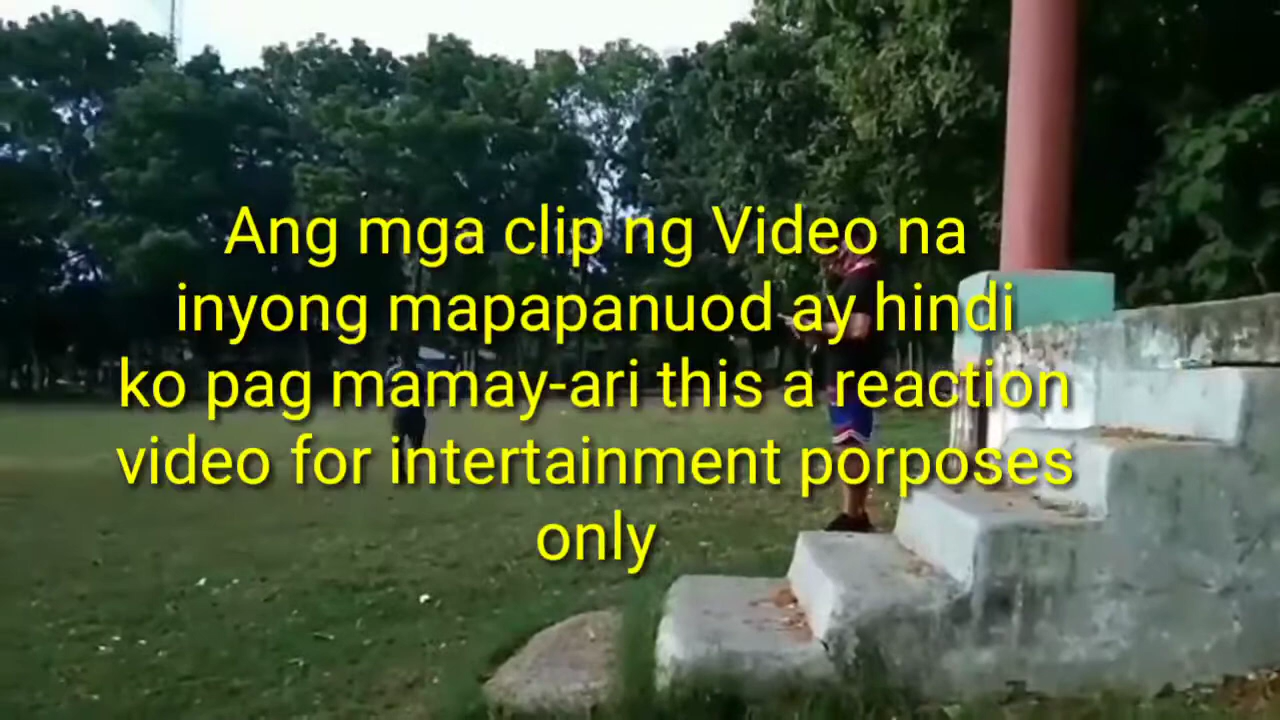 Ang mga clip ng Video na
inyong mapapanuod ay hindi
ko pag mamay-ari this a reaction
video for intertainment porposes
only